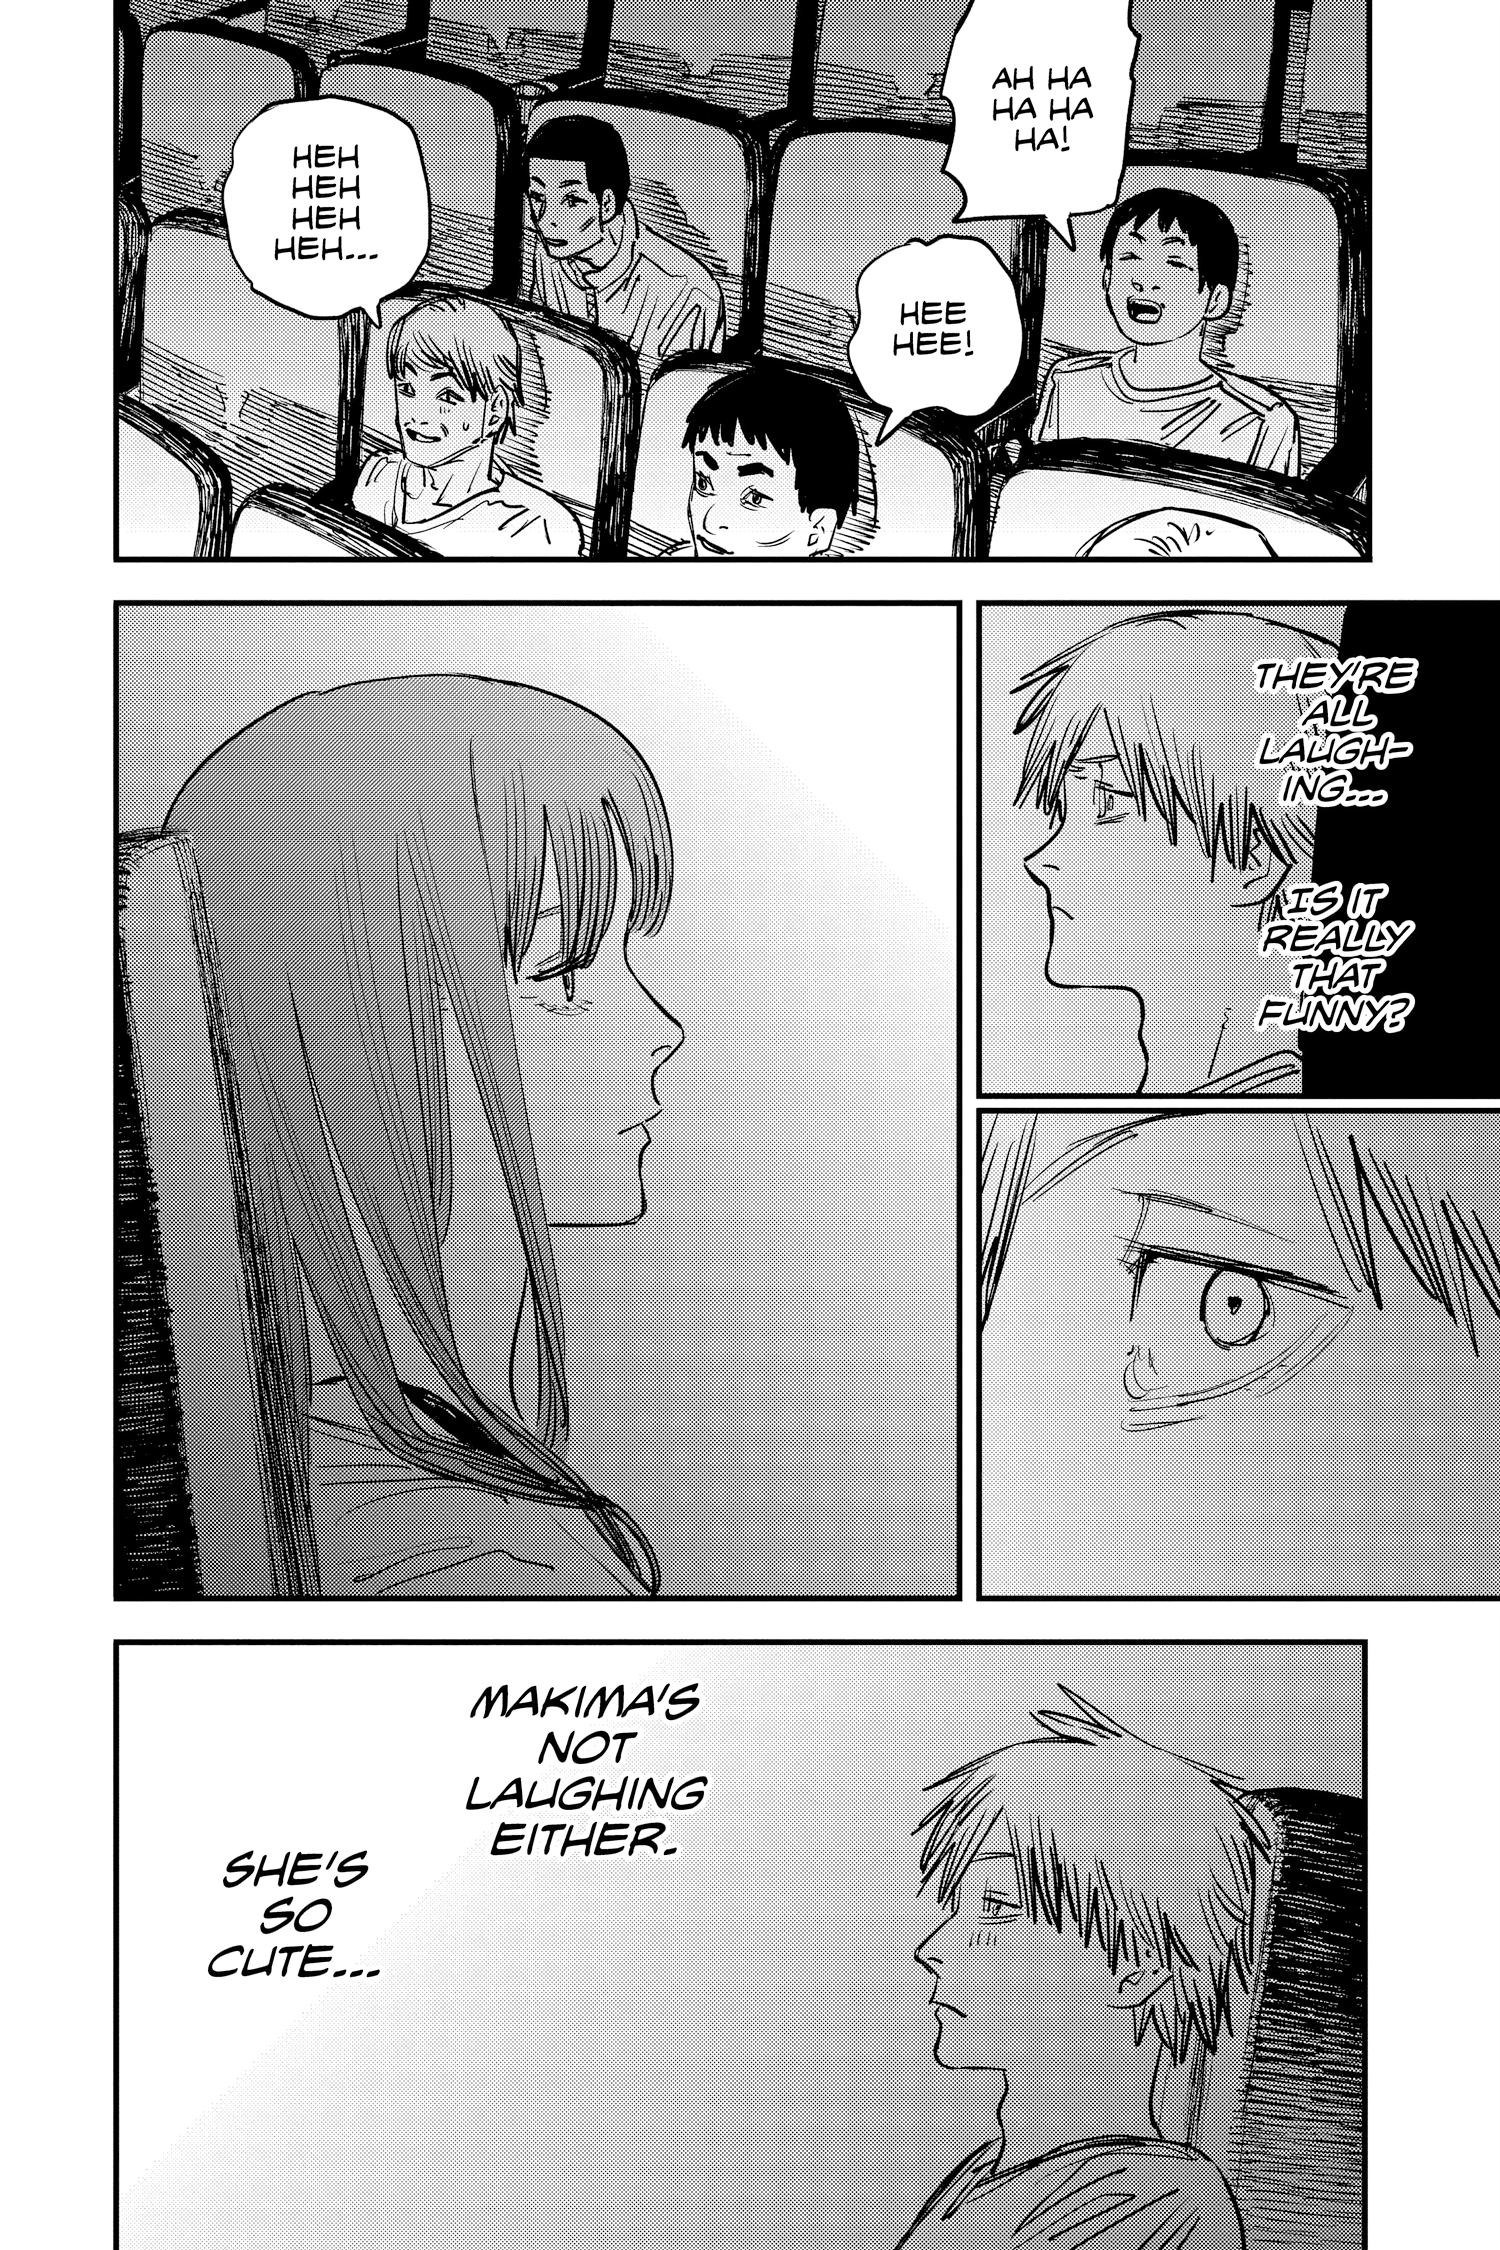 AH HA
HA HA
HA!
HEE
HEE!
HEH
HEH
HEH
HEH...
THEY'RE
ALL
LAUGH-
ING...
IS IT
REALLY
THAT
FUNNY?
MAKIMA'S
NOT
LAUGHING
EITHER.
SHE'S
SO
CUTE...